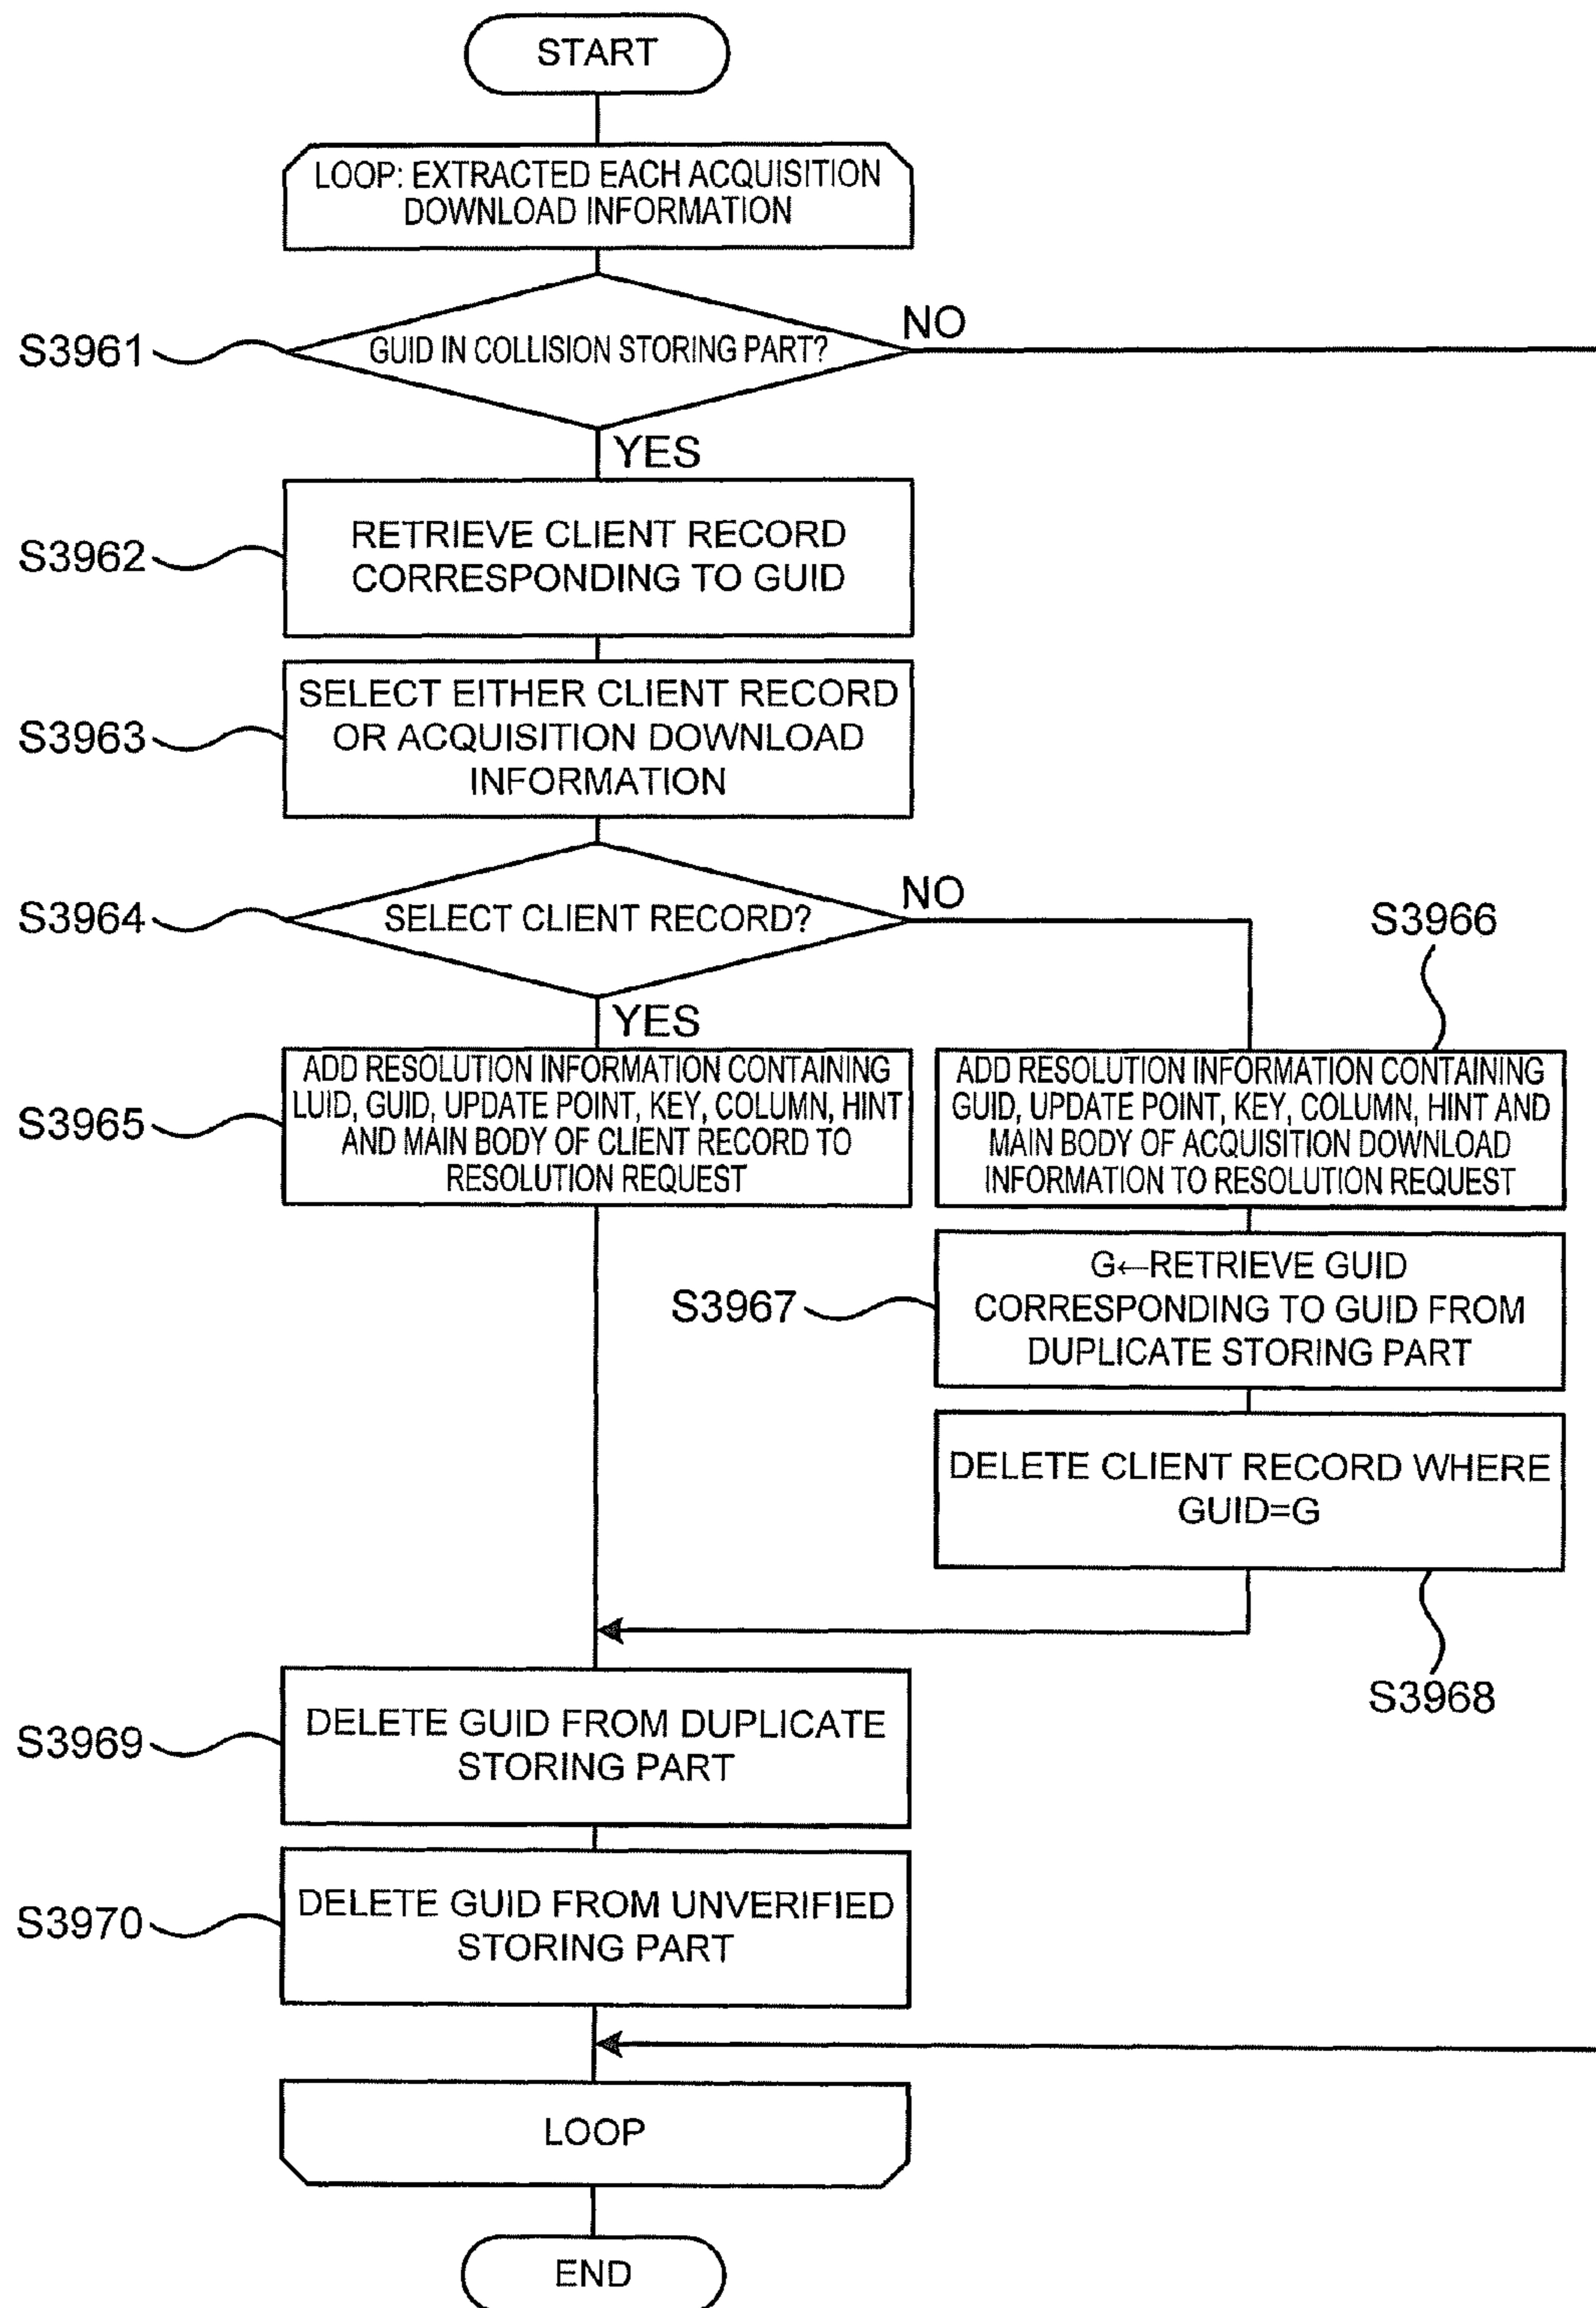 START
LOOP: EXTRACTED EACH ACQUISITION
DOWNLOAD INFORMATION
S3961
GUID IN COLLISION STORING PART?
NO
YES
S3962
RETRIEVE CLIENT RECORD
CORRESPONDING TO GUID
S3963
SELECT EITHER CLIENT RECORD
OR ACQUISITION DOWNLOAD
INFORMATION
S3964
SELECT CLIENT RECORD?
NO
YES
S3965
ADD RESOLUTION INFORMATION CONTAINING
LUID, GUID, UPDATE POINT, KEY, COLUMN, HINT
AND MAIN BODY OF CLIENT RECORD TO
RESOLUTION REQUEST
S3966
ADD RESOLUTION INFORMATION CONTAINING
GUID, UPDATE POINT, KEY, COLUMN, HINT AND
MAIN BODY OF ACQUISITION DOWNLOAD
INFORMATION TO RESOLUTION REQUEST
S3967
G←RETRIEVE GUID
CORRESPONDING TO GUID FROM
DUPLICATE STORING PART
DELETE CLIENT RECORD WHERE
GUID=G
S3968
S3969
DELETE GUID FROM DUPLICATE
STORING PART
S3970
DELETE GUID FROM UNVERIFIED
STORING PART
LOOP
END